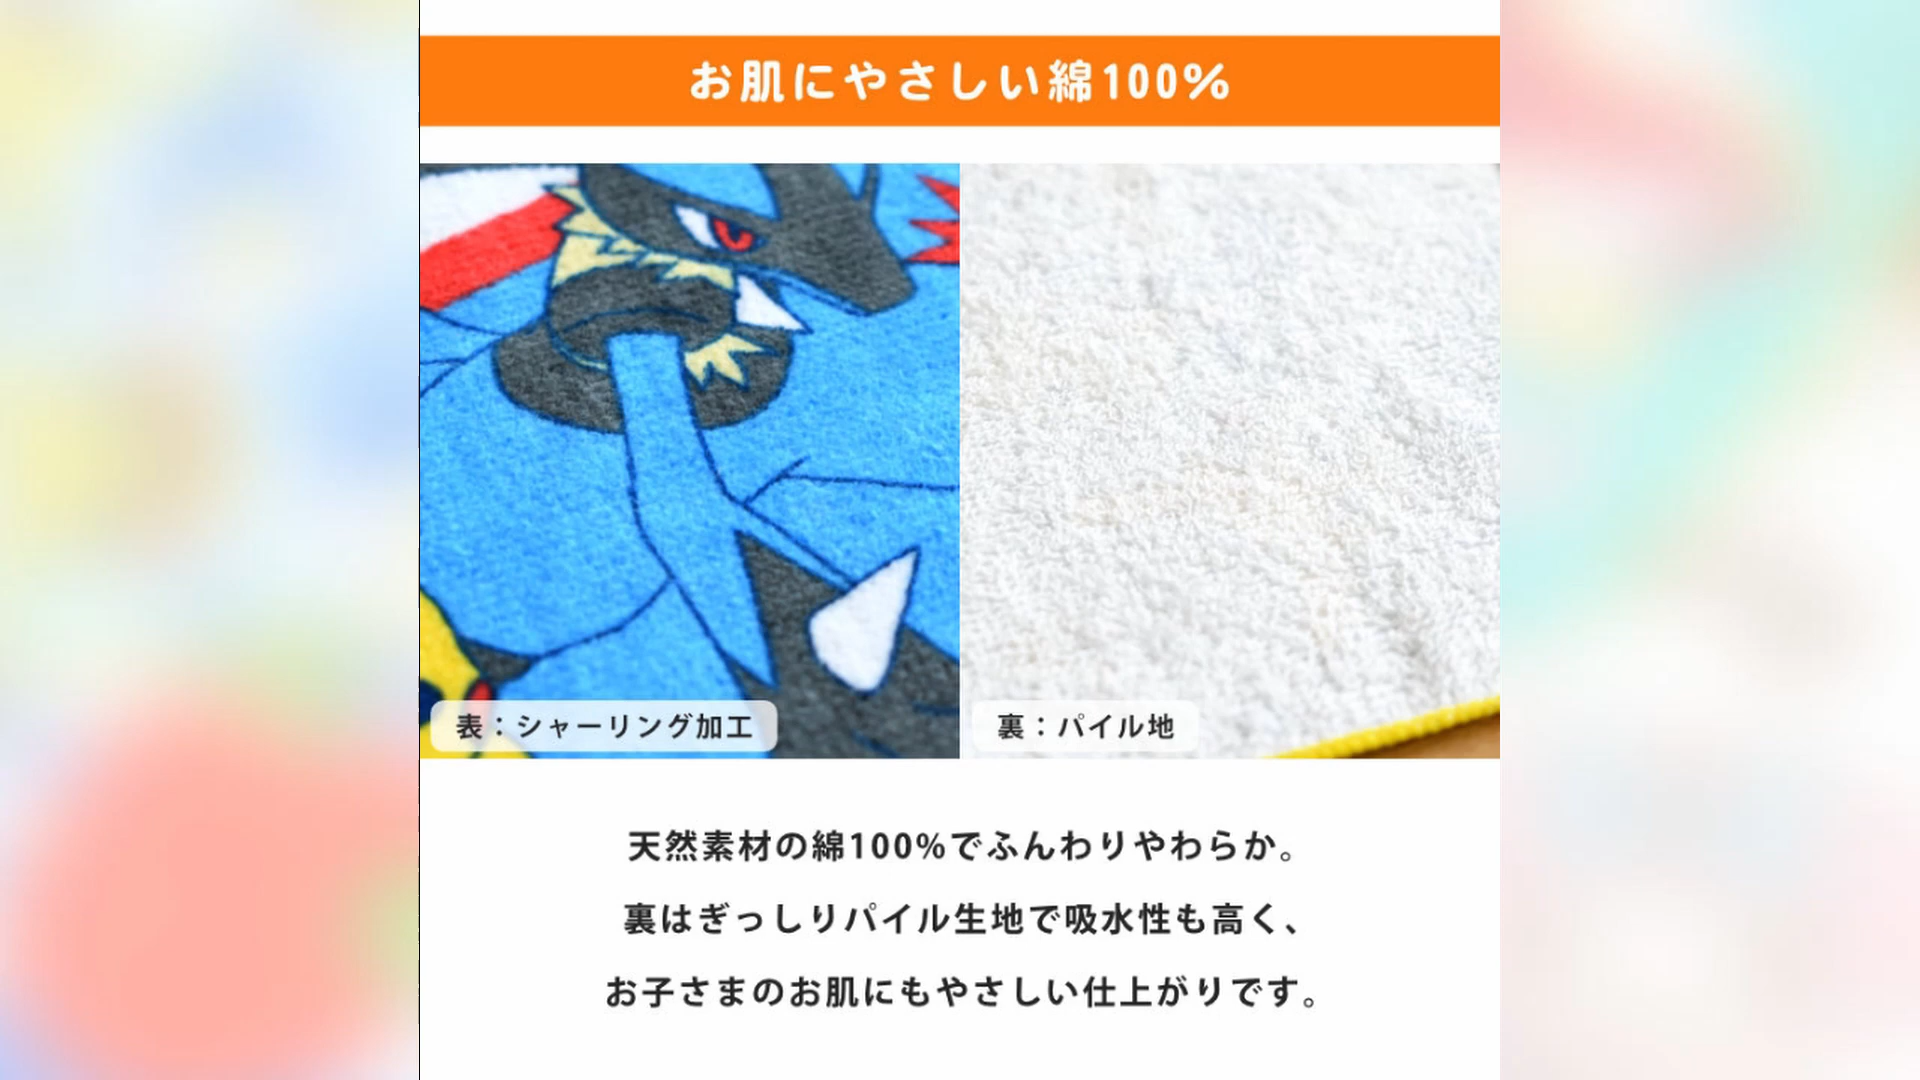 お肌にやさしい綿100%
表：シャーリング加工
裏：パイル地
天然素材の綿100%でふんわりやわらか。
裏はぎっしりパイル生地で吸水性も高く、
お子さまのお肌にもやさしい仕上がりです。